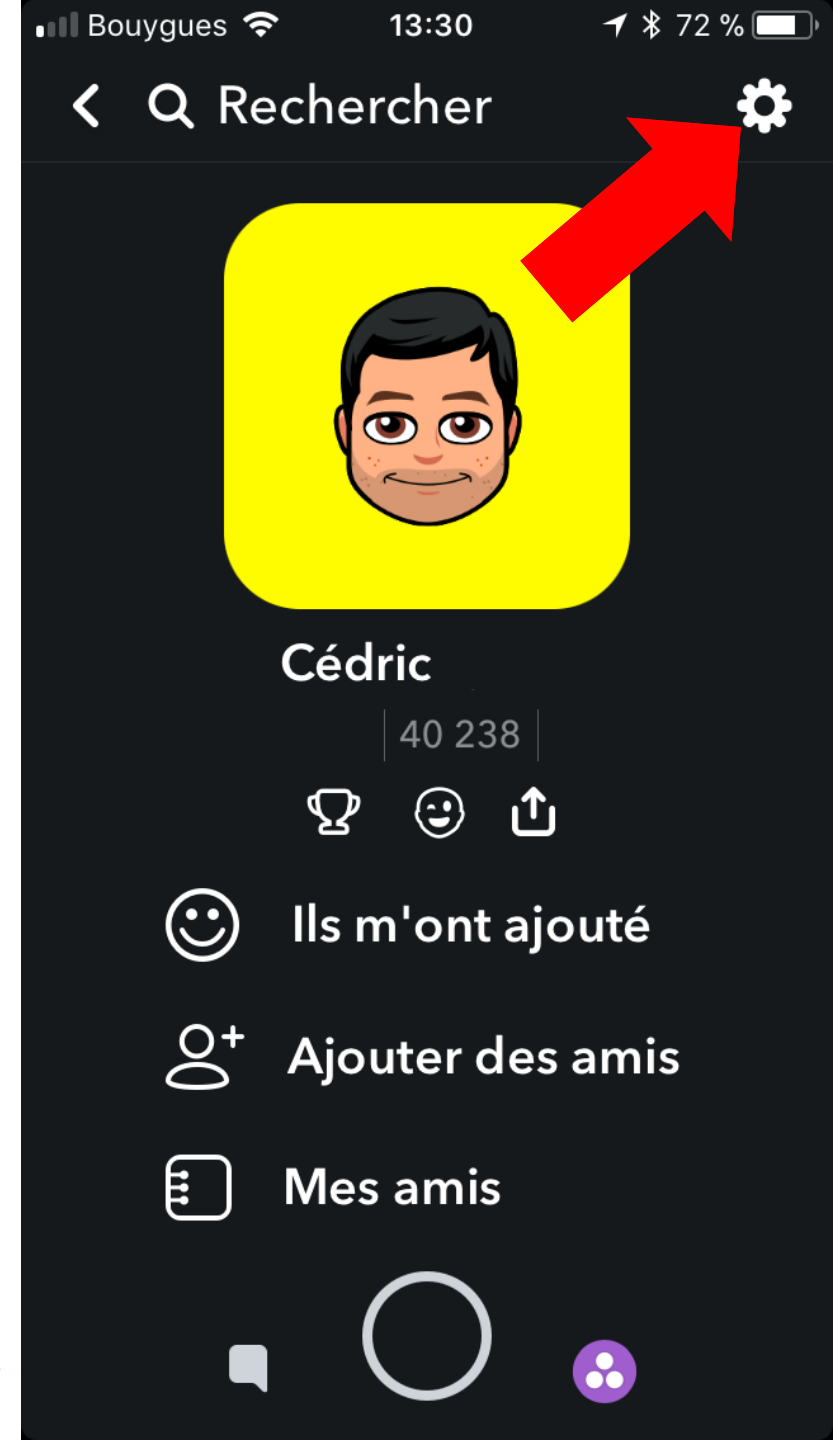 Bouygues 13:30 72 %
Rechercher
Cédric
40 238
Ils m'ont ajouté
Ajouter des amis
Mes amis